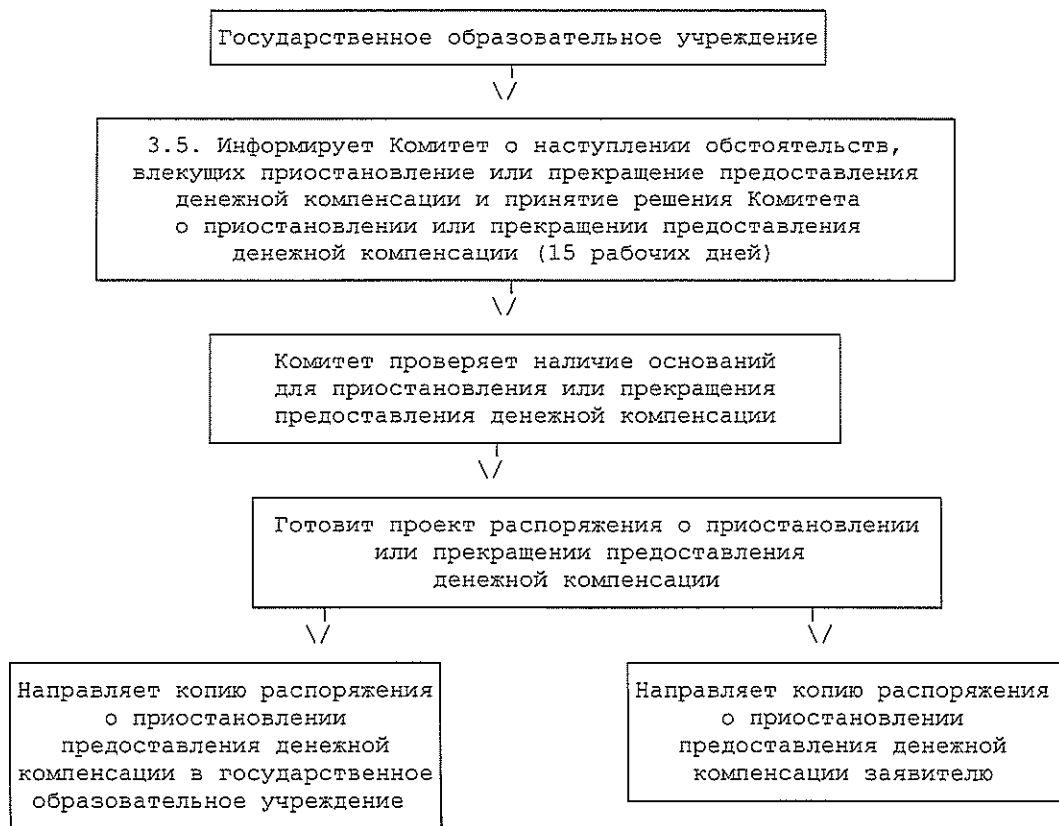 Государственное образовательное учреждение
3.5. Информирует Комитет о наступлении обстоятельств,
влекущих приостановление или прекращение предоставления
денежной компенсации и принятие решения Комитета
о приостановлении или прекращении предоставления
денежной компенсации (15 рабочих дней)
Комитет проверяет наличие оснований
для приостановления или прекращения
предоставления денежной компенсации
Готовит проект распоряжения о приостановлении
или прекращении предоставления
денежной компенсации
Направляет копию распоряжения
о приостановлении
предоставления денежной
компенсации в государственное
образовательное учреждение
Направляет копию распоряжения
о приостановлении
предоставления денежной
компенсации заявителю